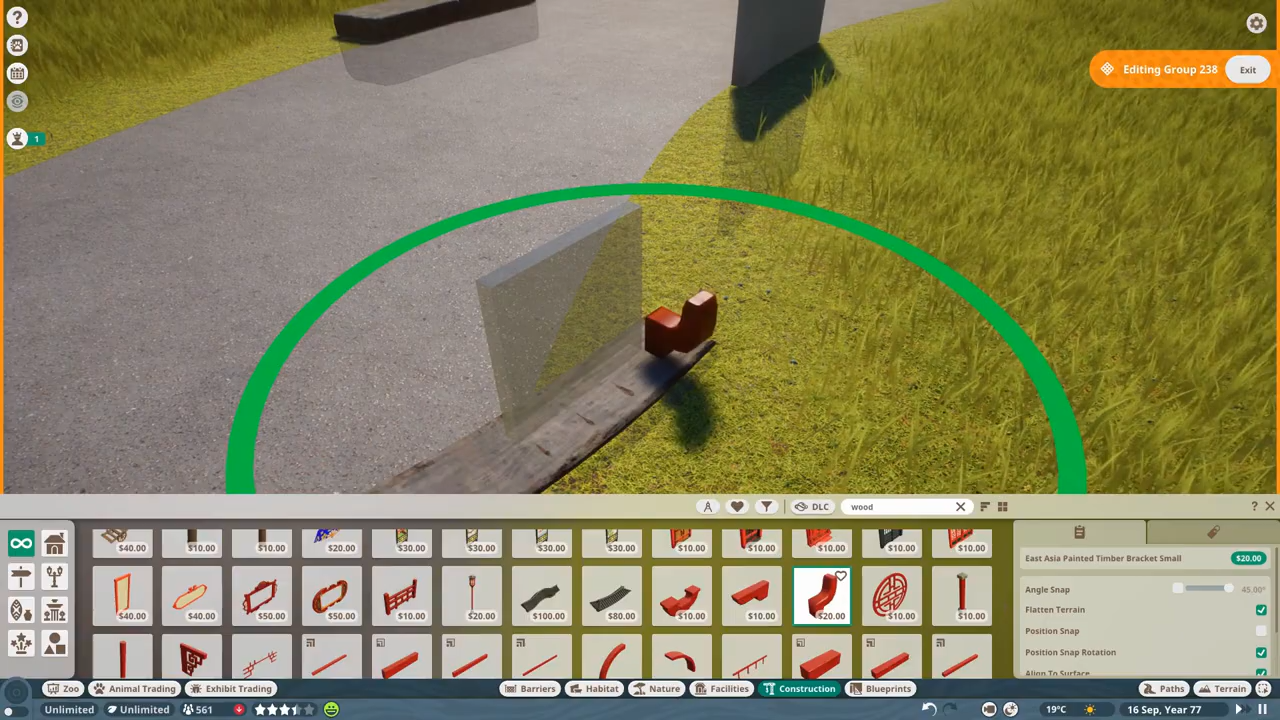 ?
Editing Group 238
Exit
1
DLC
wood
?
$40.00
$10.00
$10.00
$20.00
$30.00
$30.00
$30.00
$30.00
$10.00
$10.00
$10.00
$10.00
$10.00
East Asia Painted Timber Bracket Small
$20.00
$40.00
$40.00
$50.00
$50.00
$10.00
$20.00
$100.00
$80.00
$10.00
$10.00
$20.00
$10.00
$10.00
Angle Snap
45.00°
Flatten Terrain
Position Snap
Position Snap Rotation
Align To Surface
Zoo
Animal Trading
Exhibit Trading
Barriers
Habitat
Nature
Facilities
Construction
Blueprints
Paths
Terrain
Unlimited
Unlimited
561
19°C
16 Sep, Year 77